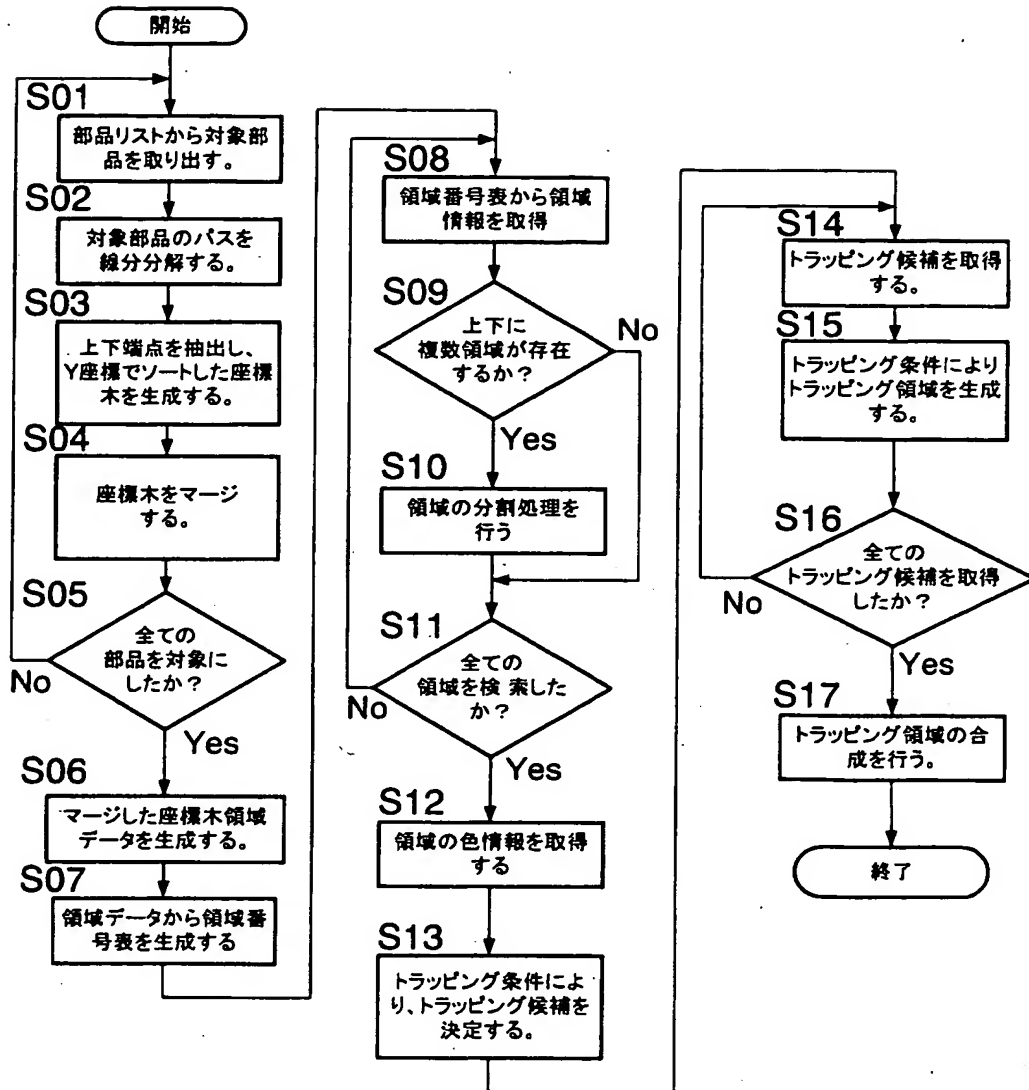 開始
S01
部品リストから対象部
品を取り出す。
S02
対象部品のパスを
線分分解する。
S03
上下端点を抽出し、
Y座標でソートした座標
木を生成する。
S04
座標木をマージ
する。
S05
全ての
部品を対象に
したか？
No
Yes
S06
マージした座標木領域
データを生成する。
S07
領域データから領域番
号表を生成する
S08
領域番号表から領域
情報を取得
S09
上下に
複数領域が存在
するか？
No
Yes
S10
領域の分割処理を
行う
S11
全ての
領域を検 索した
か？
No
Yes
S12
領域の色情報を取得
する
S13
トラッピング条件によ
り、トラッピング候補を
決定する。
S14
トラッピング候補を取得
する。
S15
トラッピング条件により
トラッピング領域を生成
する。
S16
全ての
トラッピング候補を取得
したか？
No
Yes
S17
トラッピング領域の合
成を行う。
終了